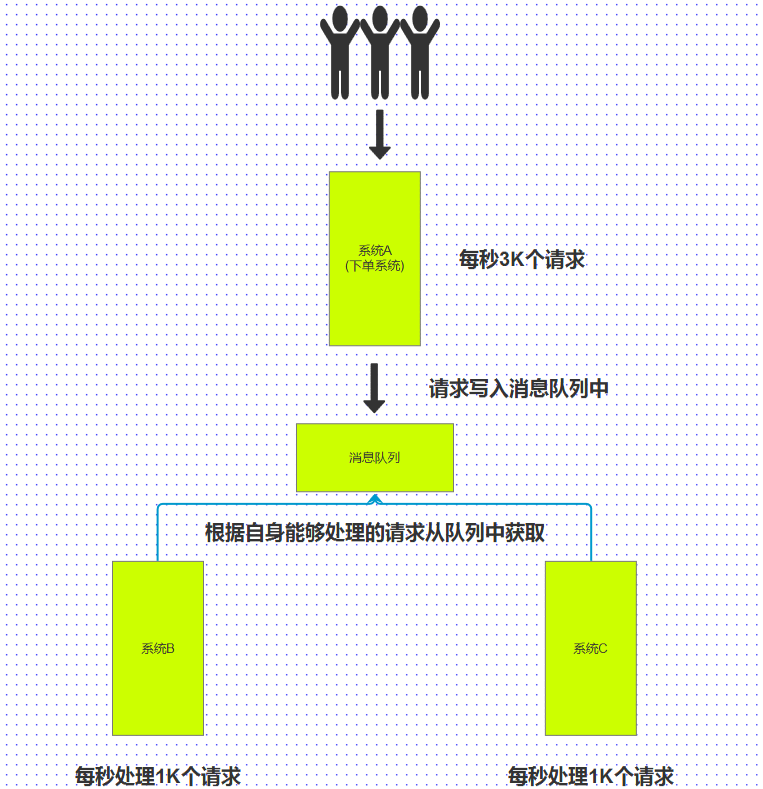 系统A
(下单系统)
每秒3K个请求
请求写入消息队列中
消息队列
根据自身能够处理的请求从队列中获取
系统B
系统C
每秒处理1K个请求
每秒处理1K个请求